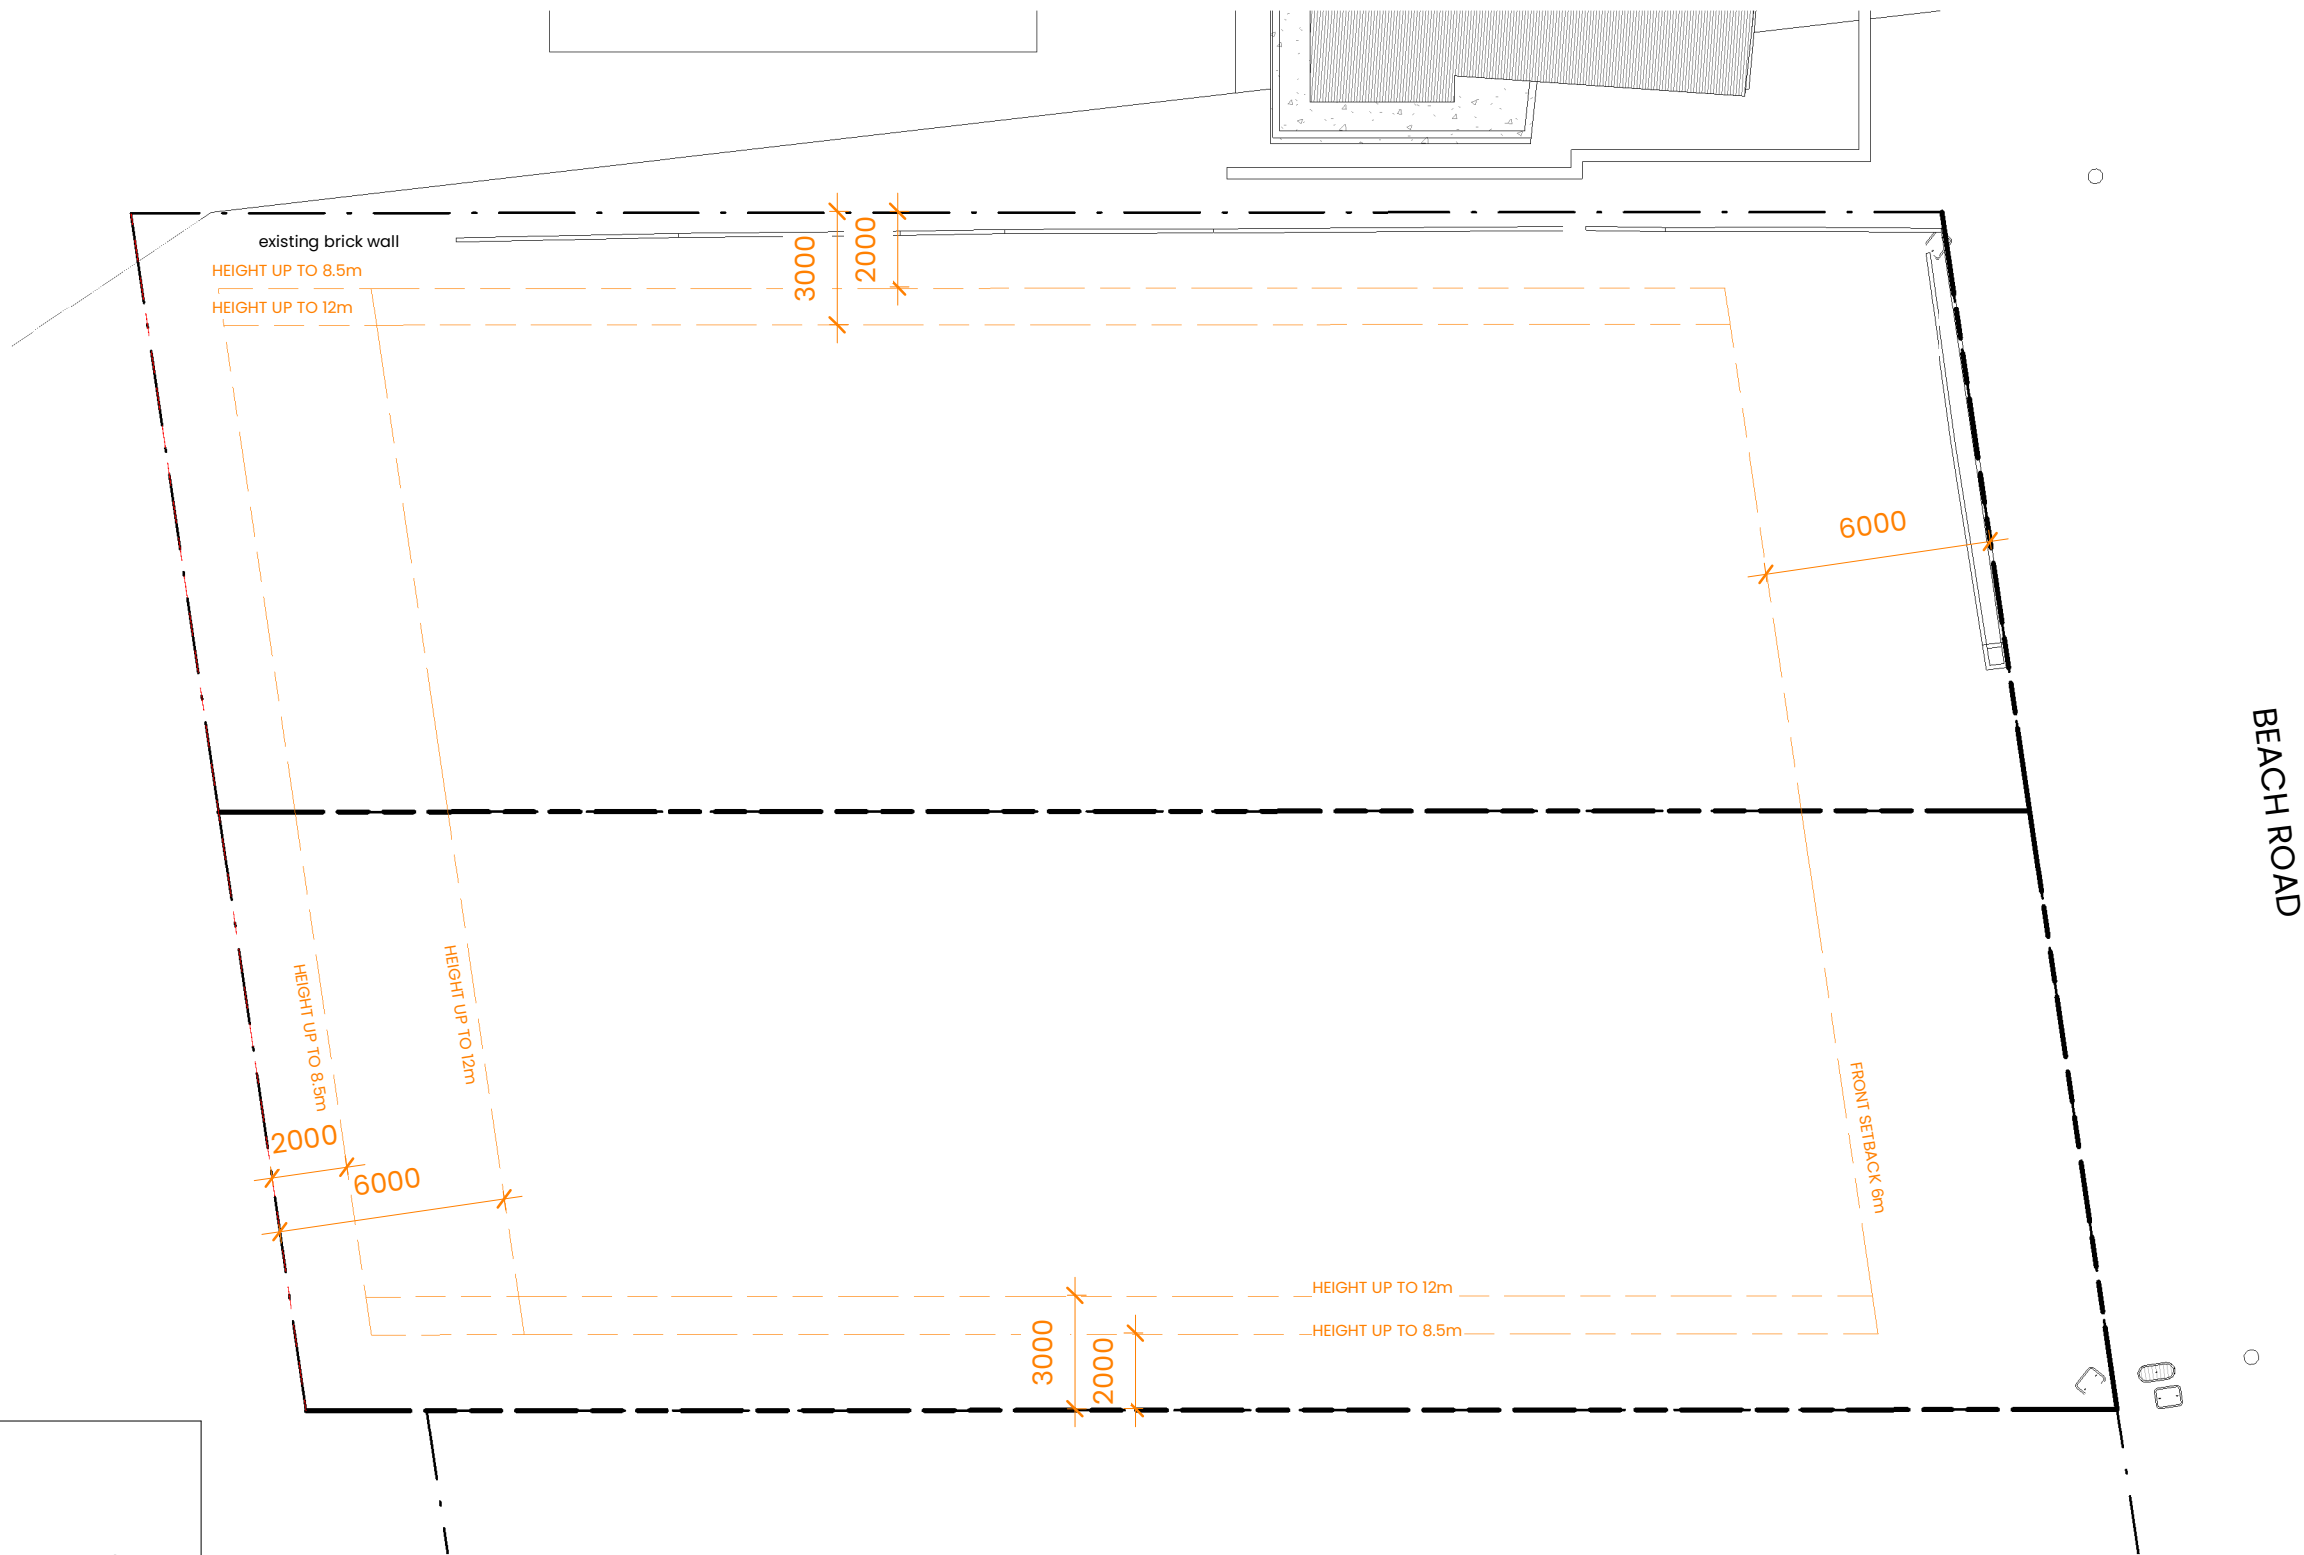 existing brick wall
HEIGHT UP TO 8.5m
HEIGHT UP TO 12m
3000
2000
6000
BEACH ROAD
HEIGHT UP TO 8.5m
HEIGHT UP TO 12m
FRONT SETBACK 6m
2000
6000
HEIGHT UP TO 12m
HEIGHT UP TO 8.5m
3000
2000